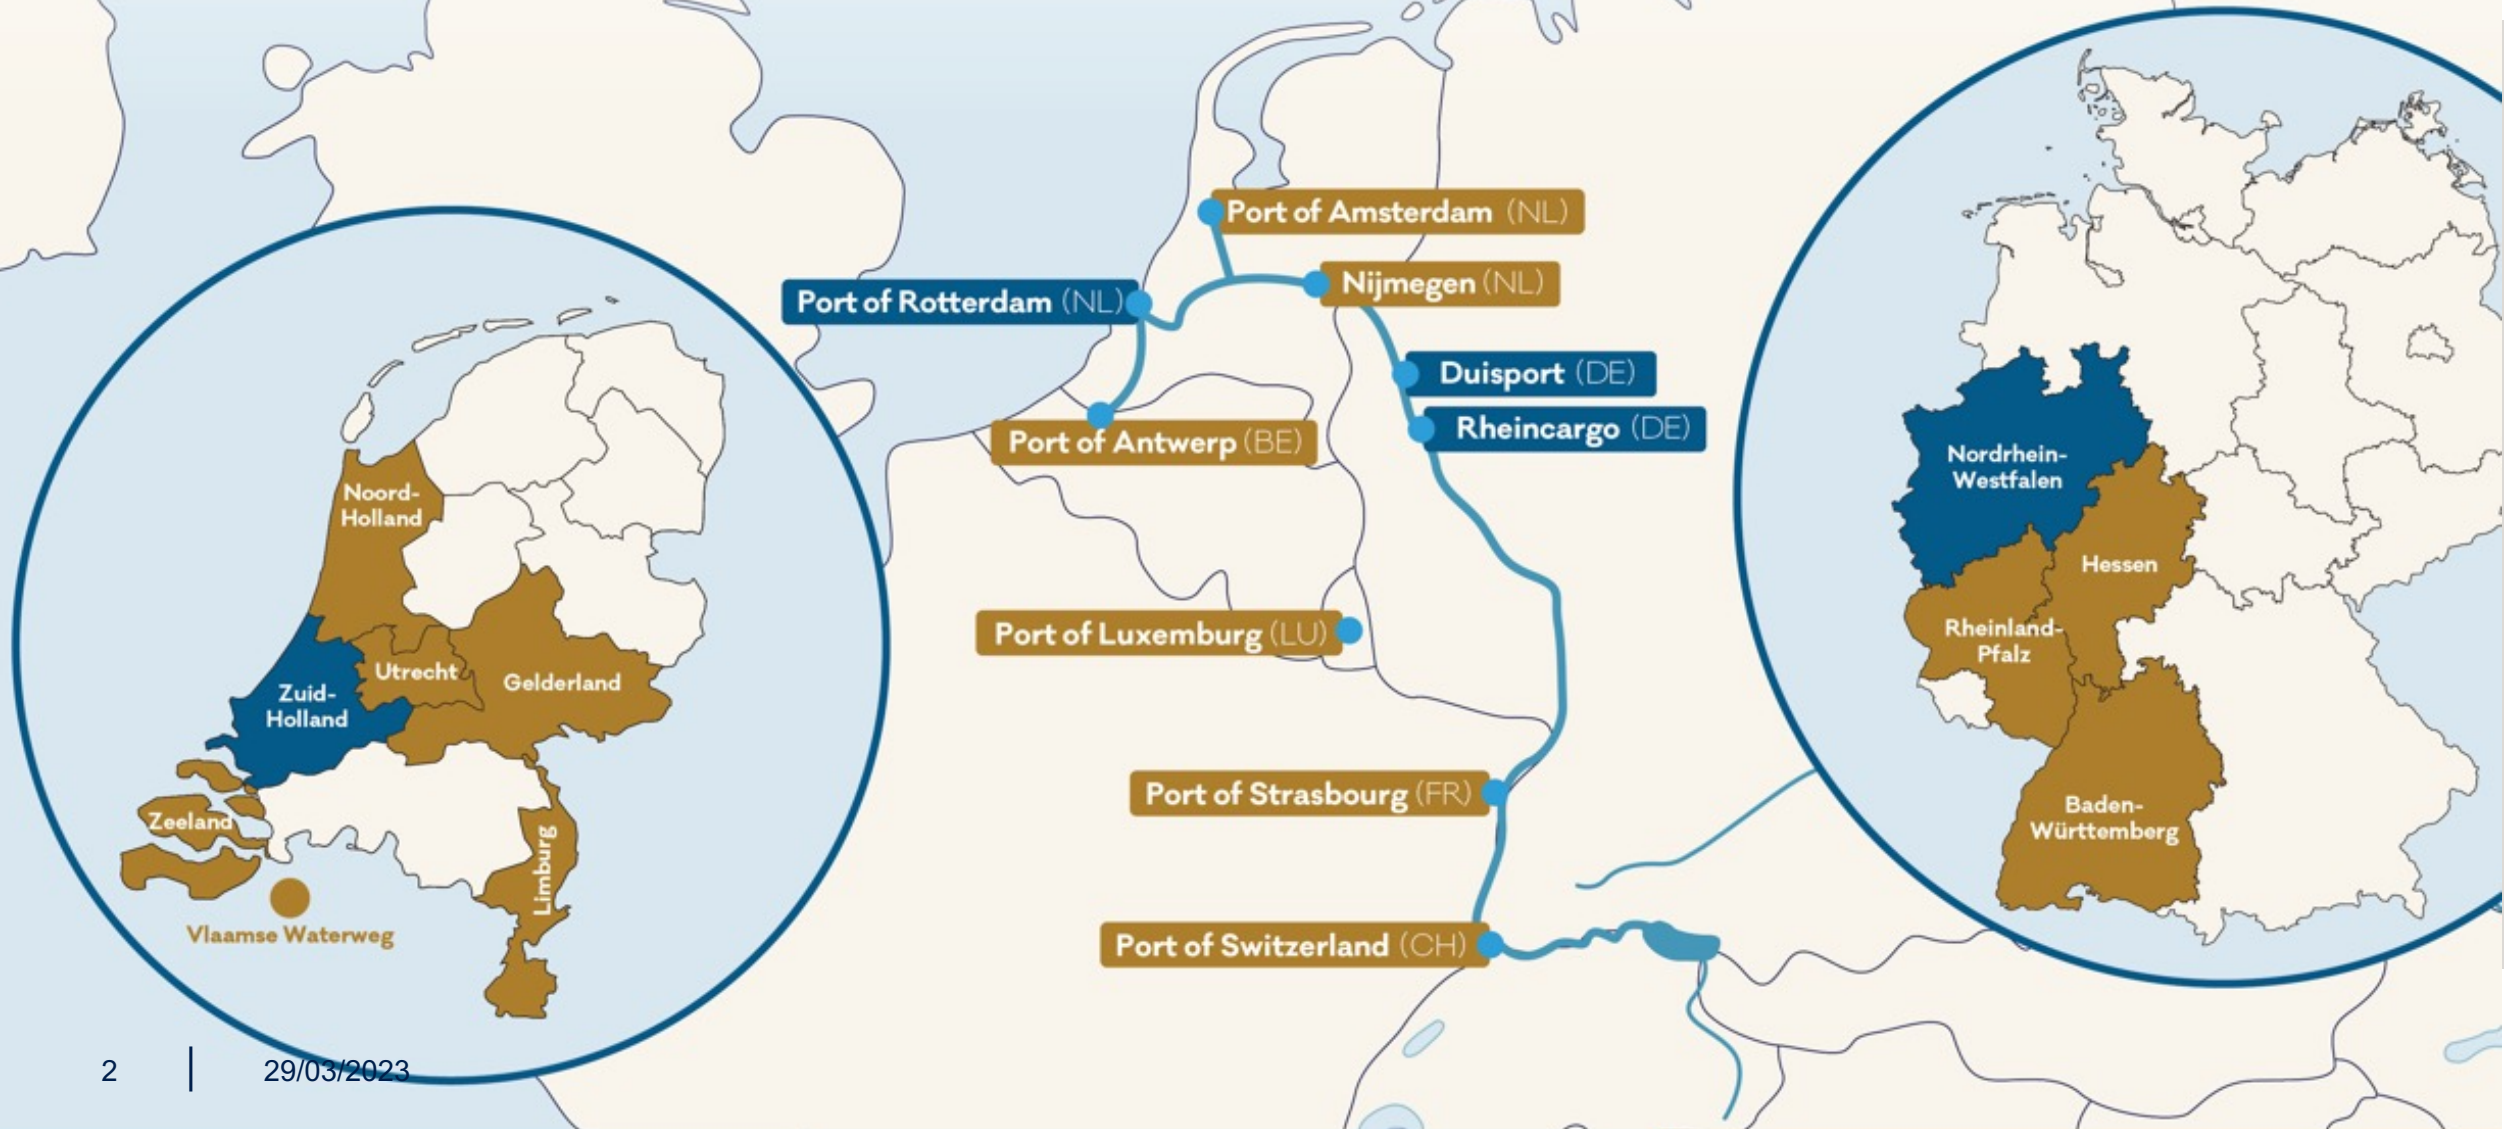 Port of Amsterdam (NL)
Port of Rotterdam (NL)
Nijmegen (NL)
Duisport (DE)
Rheincargo (DE)
Port of Antwerp (BE)
Port of Luxemburg (LU)
Port of Strasbourg (FR)
Port of Switzerland (CH)
Noord-
Holland
Utrecht
Gelderland
Zuid-
Holland
Zeeland
Limburg
Vlaamse Waterweg
Nordrhein-
Westfalen
Hessen
Rheinland-
Pfalz
Baden-
Württemberg
2
29/03/2023